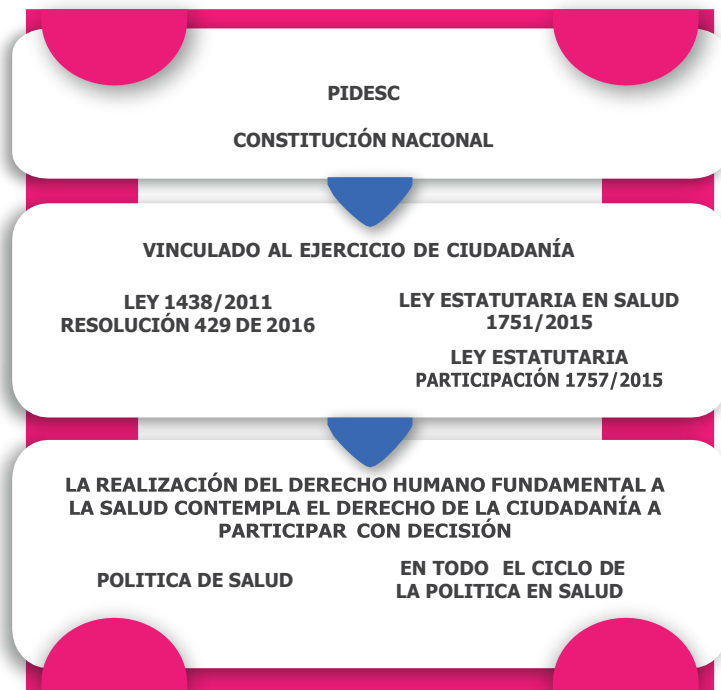 PIDESC
CONSTITUCIÓN NACIONAL
VINCULADO AL EJERCICIO DE CIUDADANÍA
LEY 1438/2011
RESOLUCIÓN 429 DE 2016
LEY ESTATUTARIA EN SALUD
1751/2015
LEY ESTATUTARIA
PARTICIPACIÓN 1757/2015
LA REALIZACIÓN DEL DERECHO HUMANO FUNDAMENTAL A
LA SALUD CONTEMPLA EL DERECHO DE LA CIUDADANÍA A
PARTICIPAR CON DECISIÓN
POLITICA DE SALUD
EN TODO EL CICLO DE
LA POLITICA EN SALUD